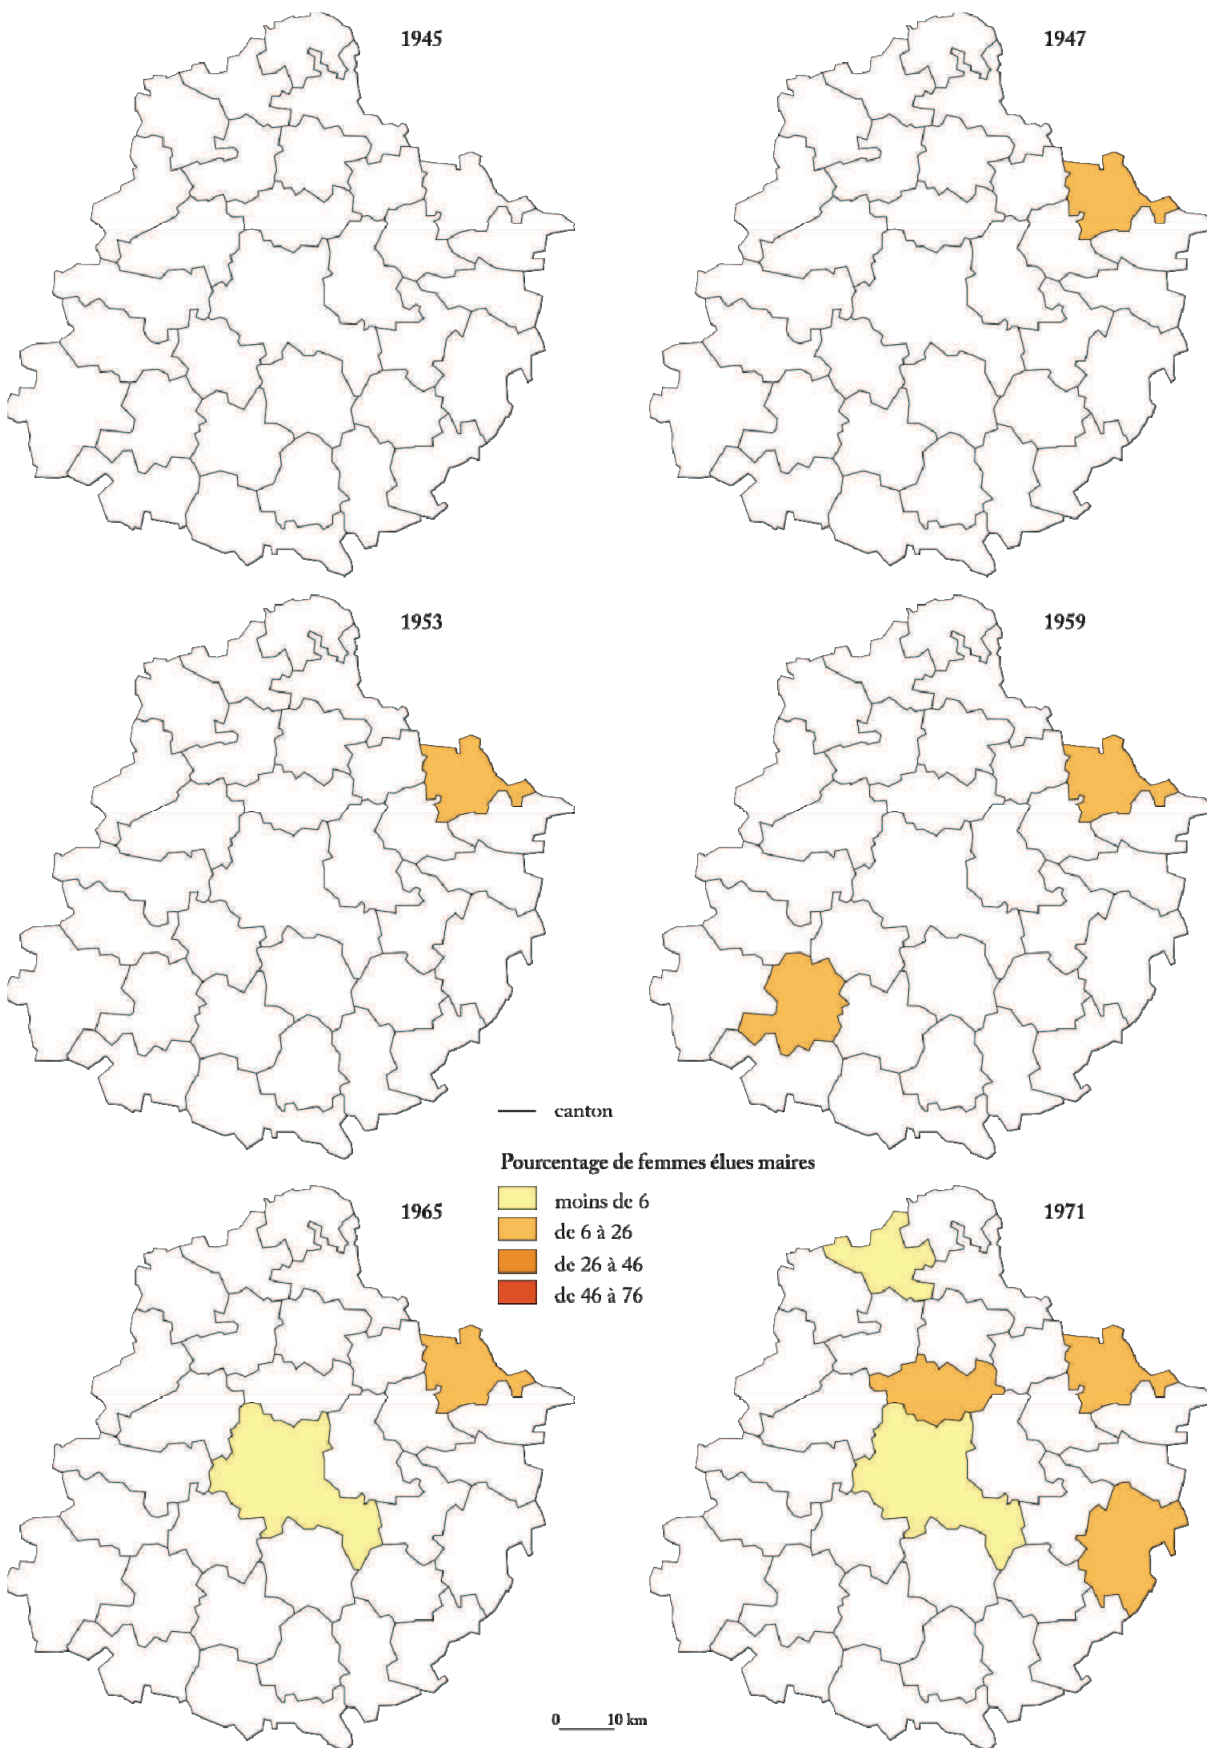 1945
1947
1953
1959
canton
Pourcentage de femmes élues maires
moins de 6
de 6 à 26
de 26 à 46
de 46 à 76
1965
1971
0 10 km